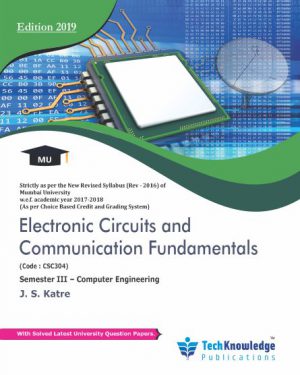 Edition 2019
MU
Strictly as per the New Revised Syllabus (Rev - 2016) of
Mumbai University
w.e.f. academic year 2017-2018
(As per Choice Based Credit and Grading System)
Electronic Circuits and
Communication Fundamentals
(Code : CSC304)
Semester III – Computer Engineering
J. S. Katre
With Solved Latest University Question Papers.
TechKnowledge
Publications